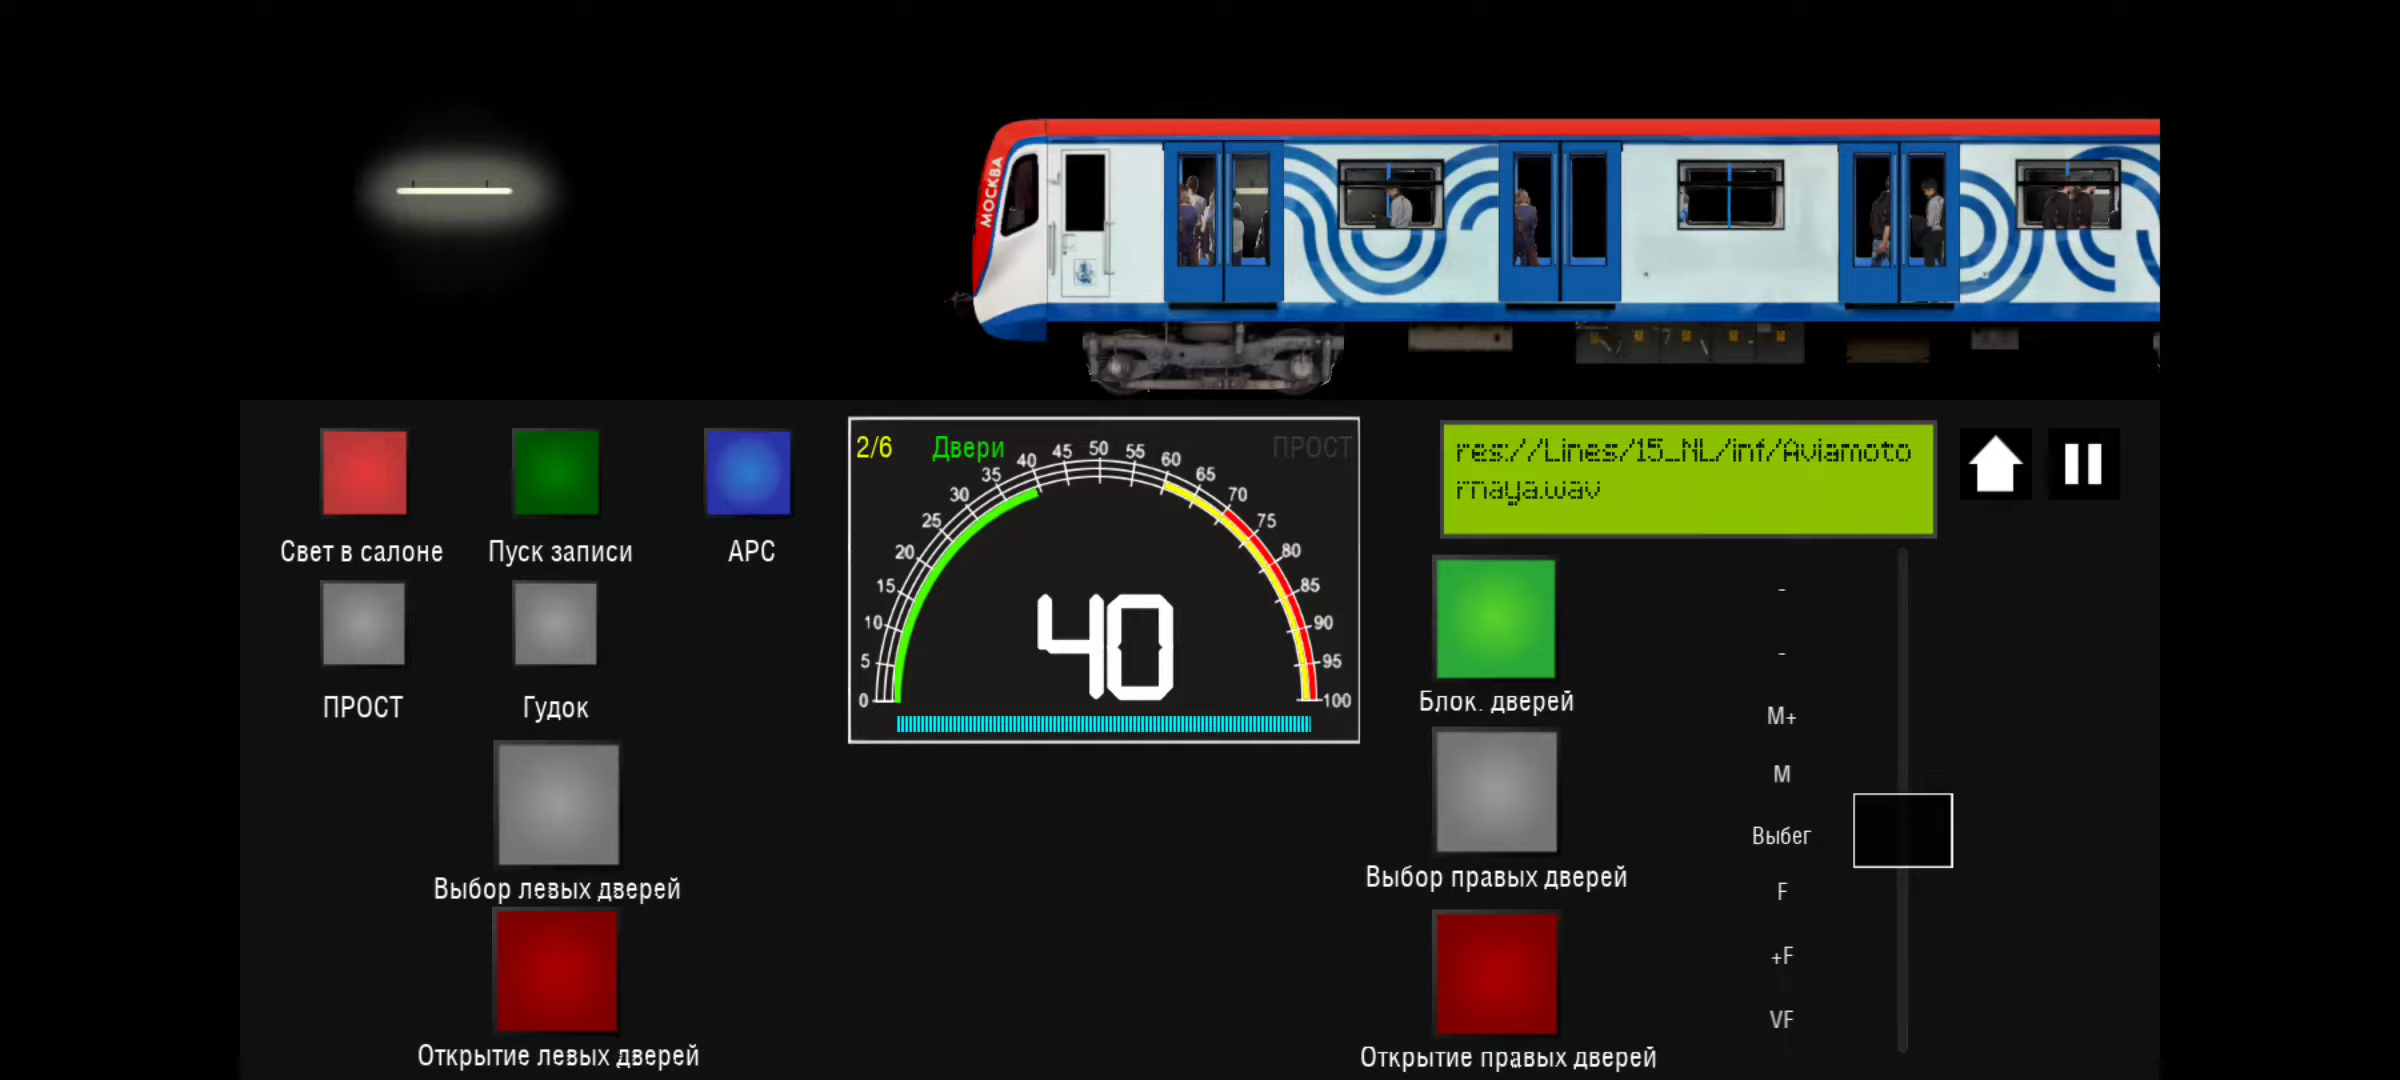 МОСКВА
2/6
Двери
ПРОСТ
0
5
10
15
20
25
30
35
40
45
50
55
60
65
70
75
80
85
90
95
100
40
res://Lines/15_NL/inf/Aviamoto
rmaya.wav
Свет в салоне
Пуск записи
АРС
ПРОСТ
Гудок
Выбор левых дверей
Открытие левых дверей
Блок. дверей
Выбор правых дверей
Открытие правых дверей
-
-
М+
М
Выбег
F
+F
VF